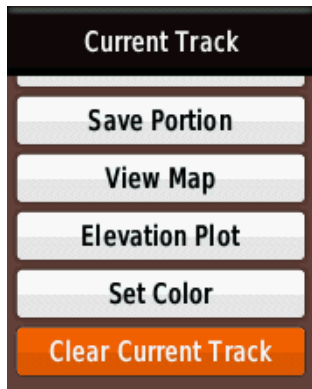 Current Track
Save Portion
View Map
Elevation Plot
Set Color
Clear Current Track